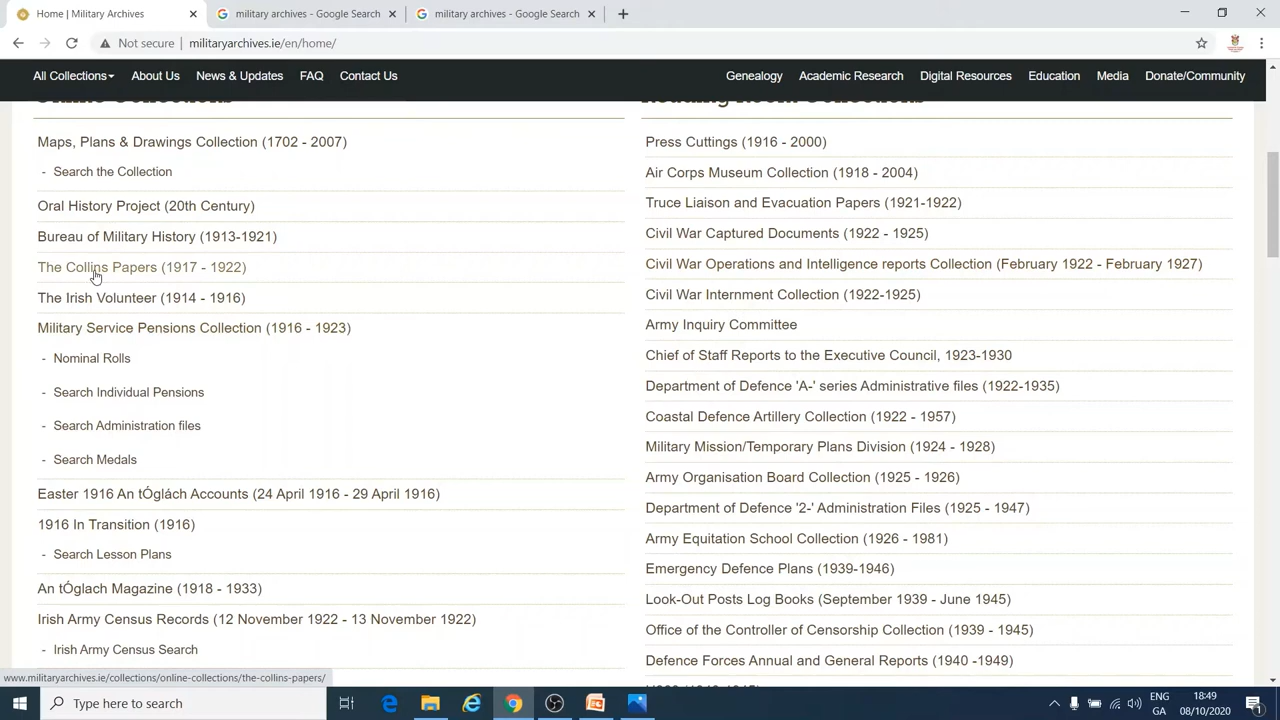 Home | Military Archives
military archives - Google Search
military archives - Google Search
Not secure
militaryarchives.ie/en/home/
All Collections
About Us
News & Updates
FAQ
Contact Us
Genealogy
Academic Research
Digital Resources
Education
Media
Donate/Community
Online Collections
Maps, Plans & Drawings Collection (1702 - 2007)
- Search the Collection
Oral History Project (20th Century)
Bureau of Military History (1913-1921)
The Collins Papers (1917 - 1922)
The Irish Volunteer (1914 - 1916)
Military Service Pensions Collection (1916 - 1923)
- Nominal Rolls
- Search Individual Pensions
- Search Administration files
- Search Medals
Easter 1916 An tÓglách Accounts (24 April 1916 - 29 April 1916)
1916 In Transition (1916)
- Search Lesson Plans
An tÓglach Magazine (1918 - 1933)
Irish Army Census Records (12 November 1922 - 13 November 1922)
- Irish Army Census Search
Reading Room Collections
Press Cuttings (1916 - 2000)
Air Corps Museum Collection (1918 - 2004)
Truce Liaison and Evacuation Papers (1921-1922)
Civil War Captured Documents (1922 - 1925)
Civil War Operations and Intelligence reports Collection (February 1922 - February 1927)
Civil War Internment Collection (1922-1925)
Army Inquiry Committee
Chief of Staff Reports to the Executive Council, 1923-1930
Department of Defence 'A-' series Administrative files (1922-1935)
Coastal Defence Artillery Collection (1922 - 1957)
Military Mission/Temporary Plans Division (1924 - 1928)
Army Organisation Board Collection (1925 - 1926)
Department of Defence '2-' Administration Files (1925 - 1947)
Army Equitation School Collection (1926 - 1981)
Emergency Defence Plans (1939-1946)
Look-Out Posts Log Books (September 1939 - June 1945)
Office of the Controller of Censorship Collection (1939 - 1945)
Defence Forces Annual and General Reports (1940 -1949)
www.militaryarchives.ie/collections/online-collections/the-collins-papers/
Type here to search
ENG
GA
18:49
08/10/2020
1